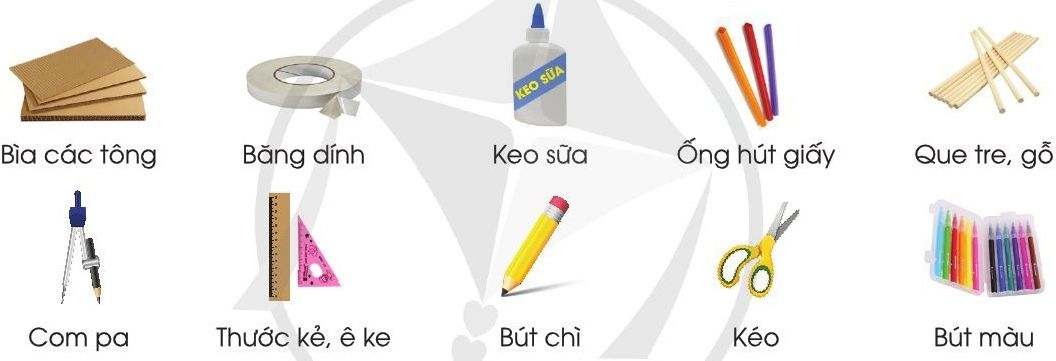 KEO SỮA
Bìa các tông Băng dính Keo sữa Ống hút giấy Que tre, gỗ
Com pa Thước kẻ, ê ke Bút chì Kéo Bút màu